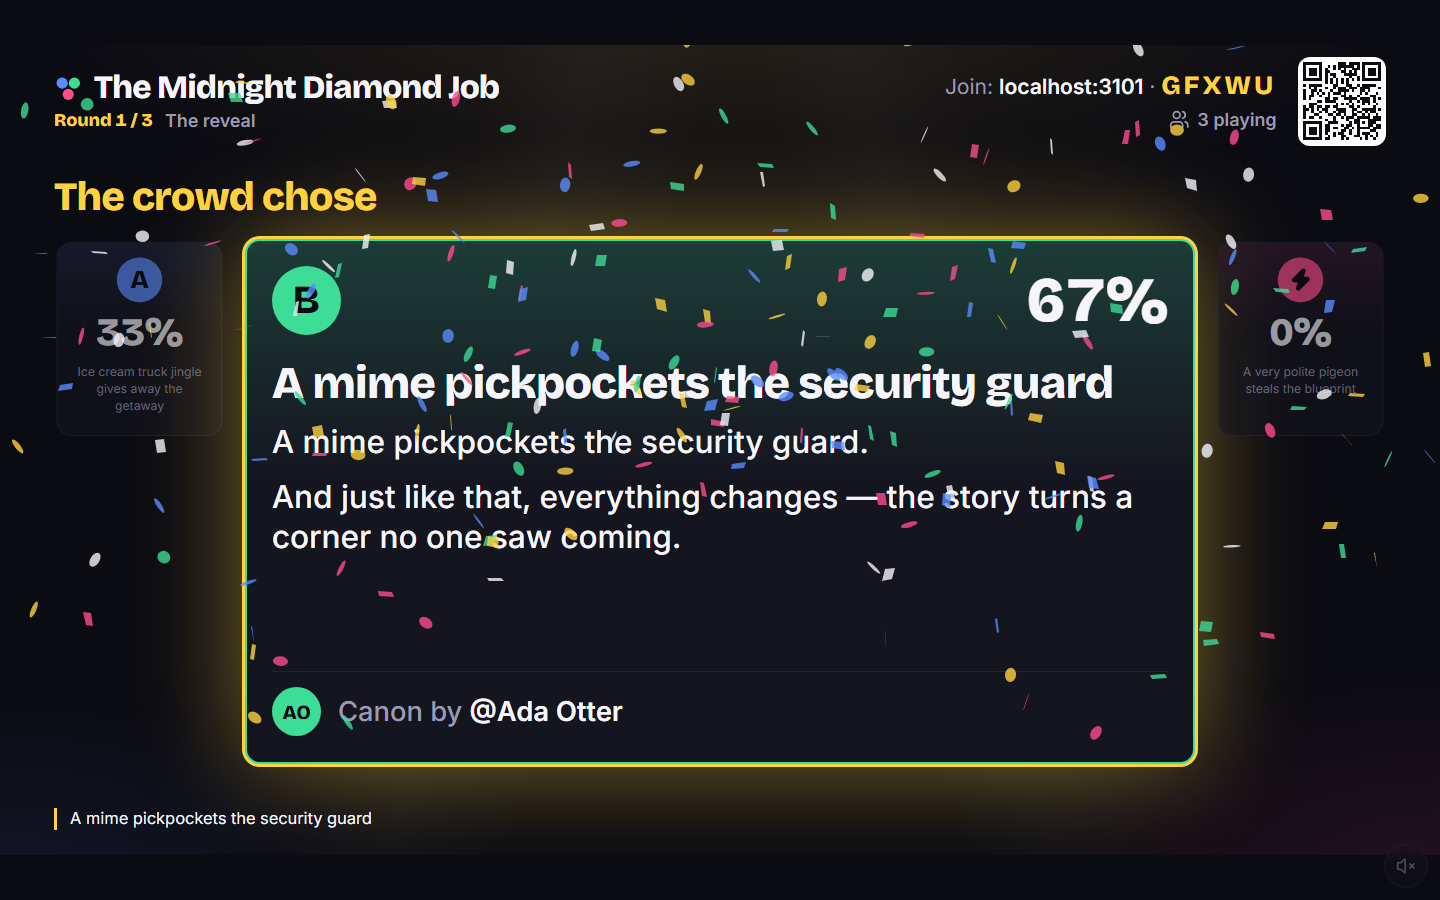 The Midnight Diamond Job
Join: localhost:3101 · GFXWU
Round 1 / 3 The reveal
3 playing
The crowd chose
A
33%
Ice cream truck jingle
gives away the
getaway
B
67%
A mime pickpockets the security guard
A mime pickpockets the security guard.
And just like that, everything changes — the story turns a
corner no one saw coming.
AO Canon by @Ada Otter
0%
A very polite pigeon
steals the blueprint
A mime pickpockets the security guard